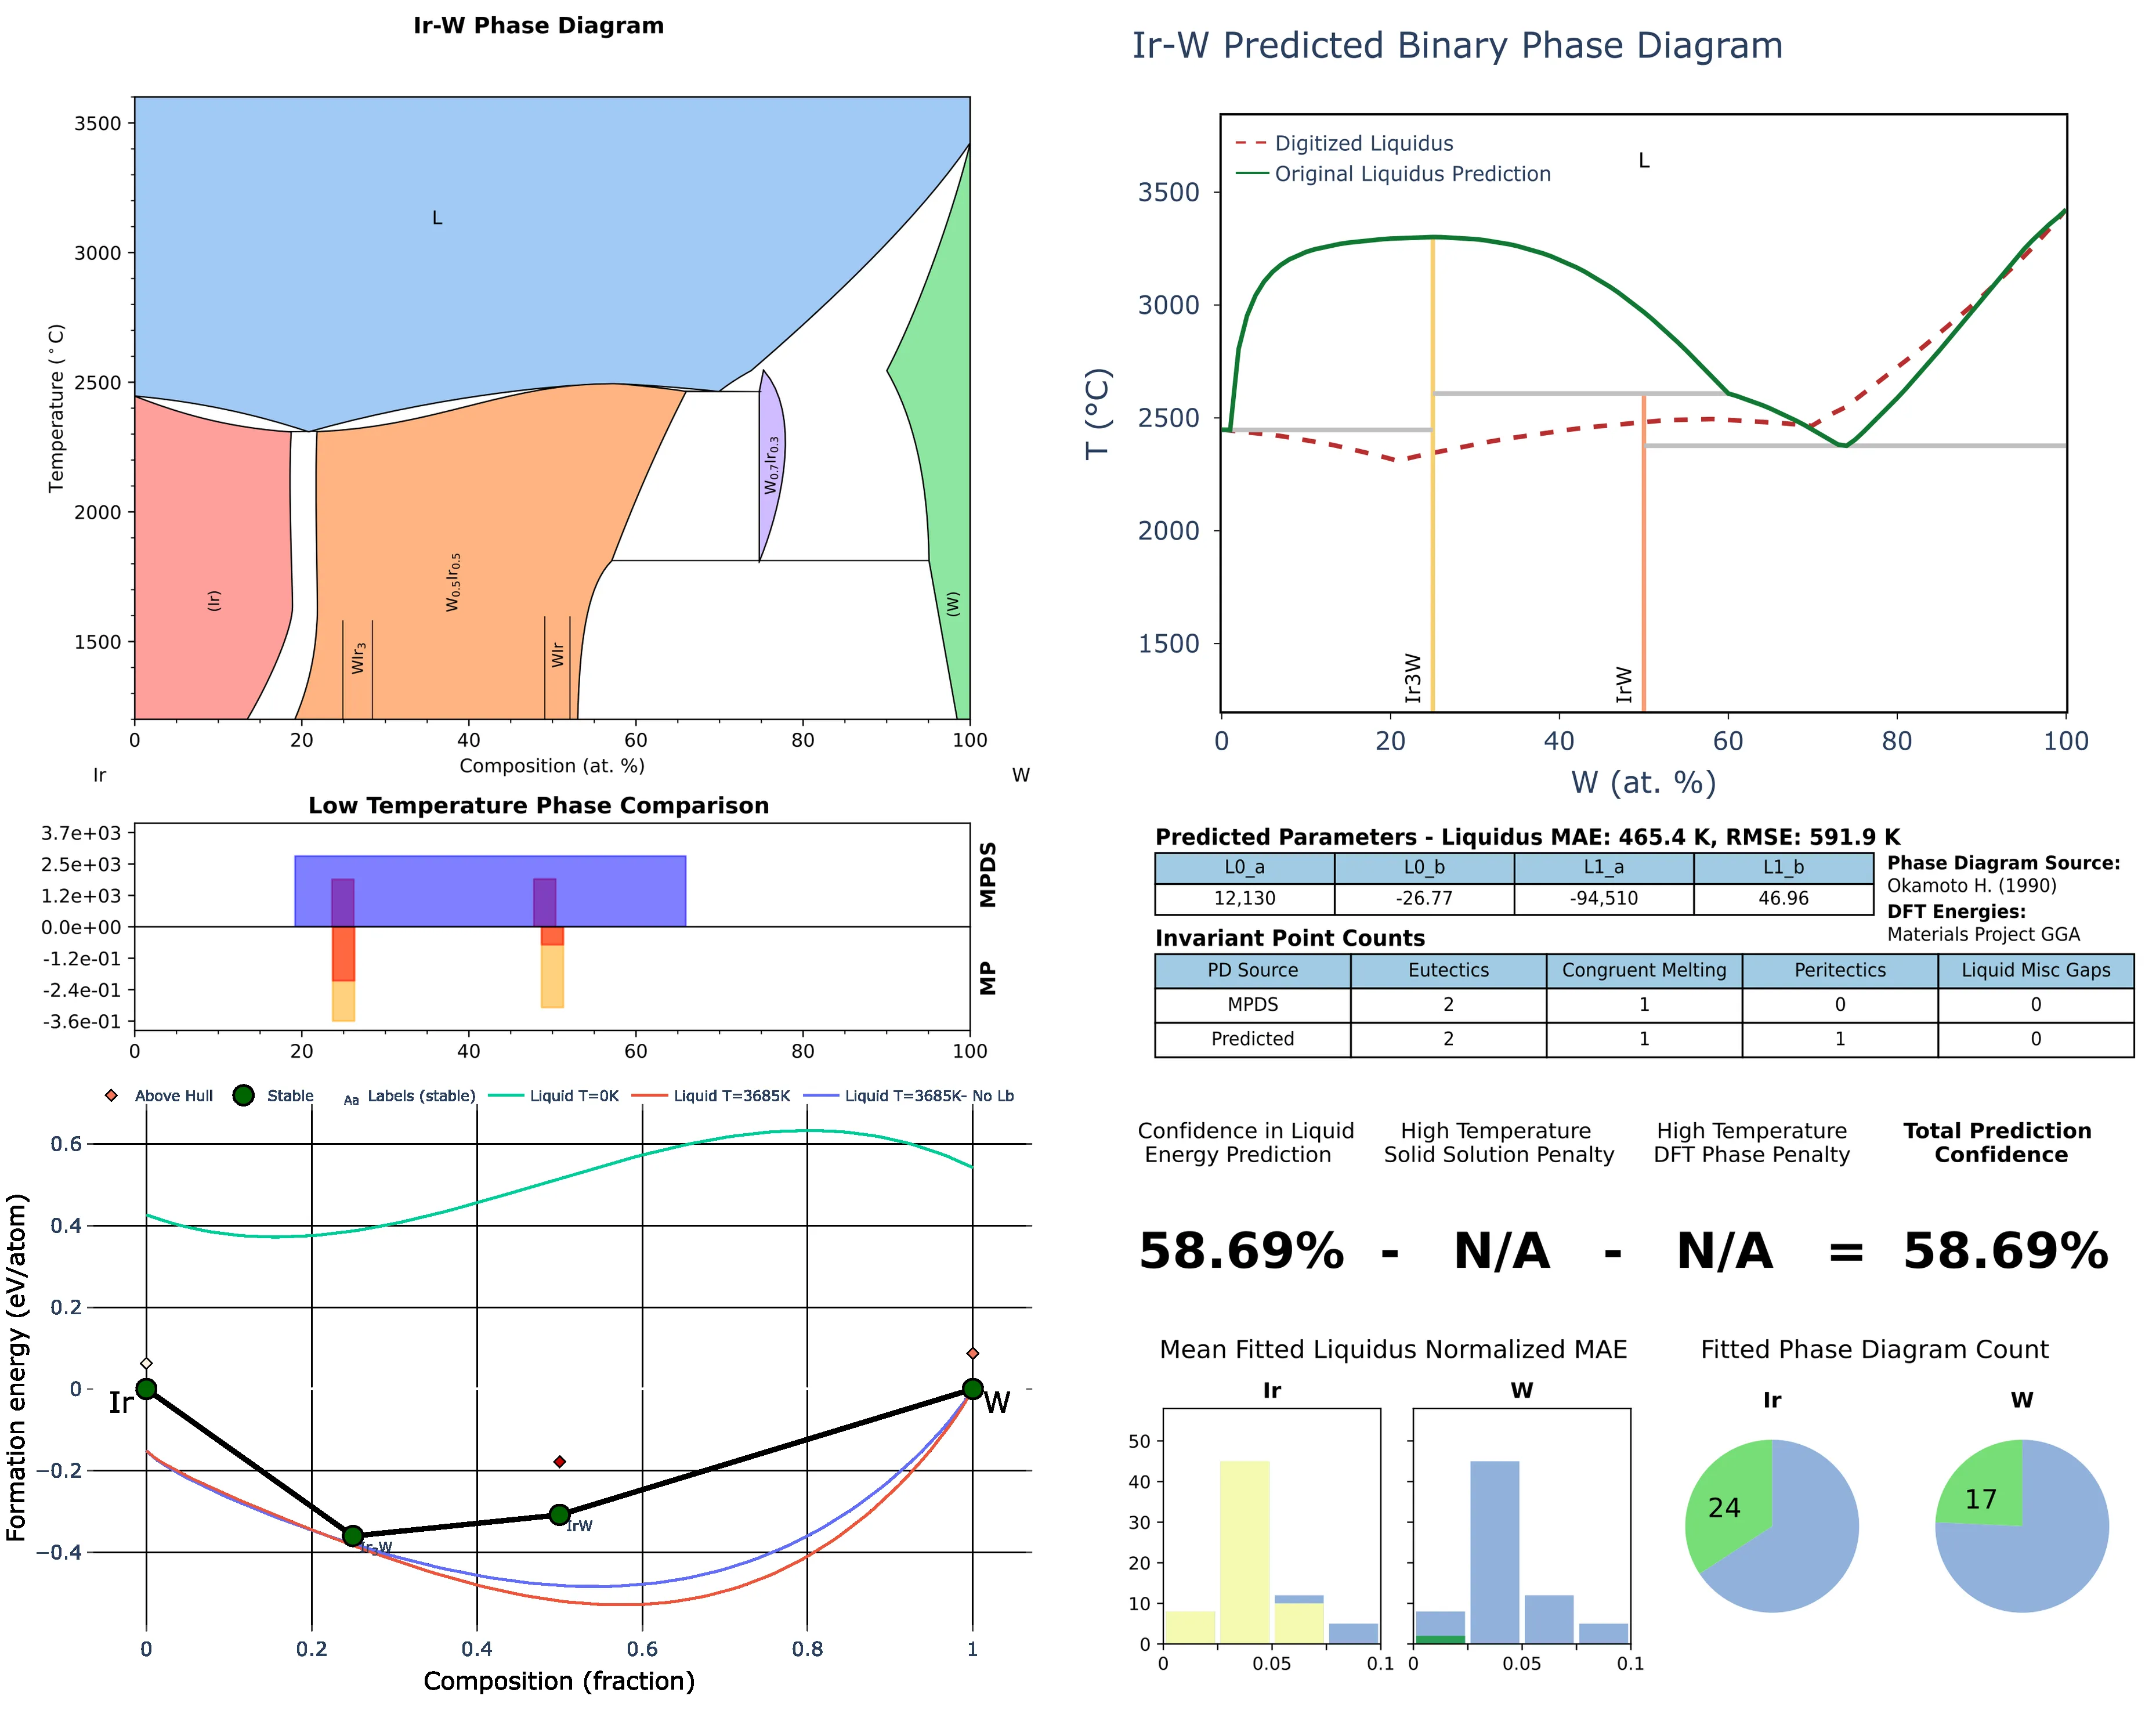 Ir-W Phase Diagram
3500
3000
2500
2000
1500
Temperature (°C)
L
(Ir)
W0.5Ir0.5
WIr3
WIr
W0.7Ir0.3
(W)
0 20 40 60 80 100
Composition (at. %)
Ir W
Low Temperature Phase Comparison
3.7e+03
2.5e+03
1.2e+03
0.0e+00
-1.2e-01
-2.4e-01
-3.6e-01
MPDS
MP
0 20 40 60 80 100
Above Hull Stable Aa Labels (stable) Liquid T=0K Liquid T=3685K Liquid T=3685K- No Lb
0.6
0.4
0.2
0
−0.2
−0.4
Formation energy (eV/atom)
Ir
Ir3W
IrW
W
0 0.2 0.4 0.6 0.8 1
Composition (fraction)
Ir-W Predicted Binary Phase Diagram
Digitized Liquidus
Original Liquidus Prediction
L
3500
3000
2500
2000
1500
T (°C)
Ir3W
IrW
0 20 40 60 80 100
W (at. %)
Predicted Parameters - Liquidus MAE: 465.4 K, RMSE: 591.9 K
L0_a L0_b L1_a L1_b
12,130 -26.77 -94,510 46.96
Phase Diagram Source:
Okamoto H. (1990)
DFT Energies:
Materials Project GGA
Invariant Point Counts
PD Source Eutectics Congruent Melting Peritectics Liquid Misc Gaps
MPDS 2 1 0 0
Predicted 2 1 1 0
Confidence in Liquid
Energy Prediction
High Temperature
Solid Solution Penalty
High Temperature
DFT Phase Penalty
Total Prediction
Confidence
58.69% - N/A - N/A = 58.69%
Mean Fitted Liquidus Normalized MAE
Ir W
50
40
30
20
10
0
0 0.05 0.1
0 0.05 0.1
Fitted Phase Diagram Count
Ir W
24 17